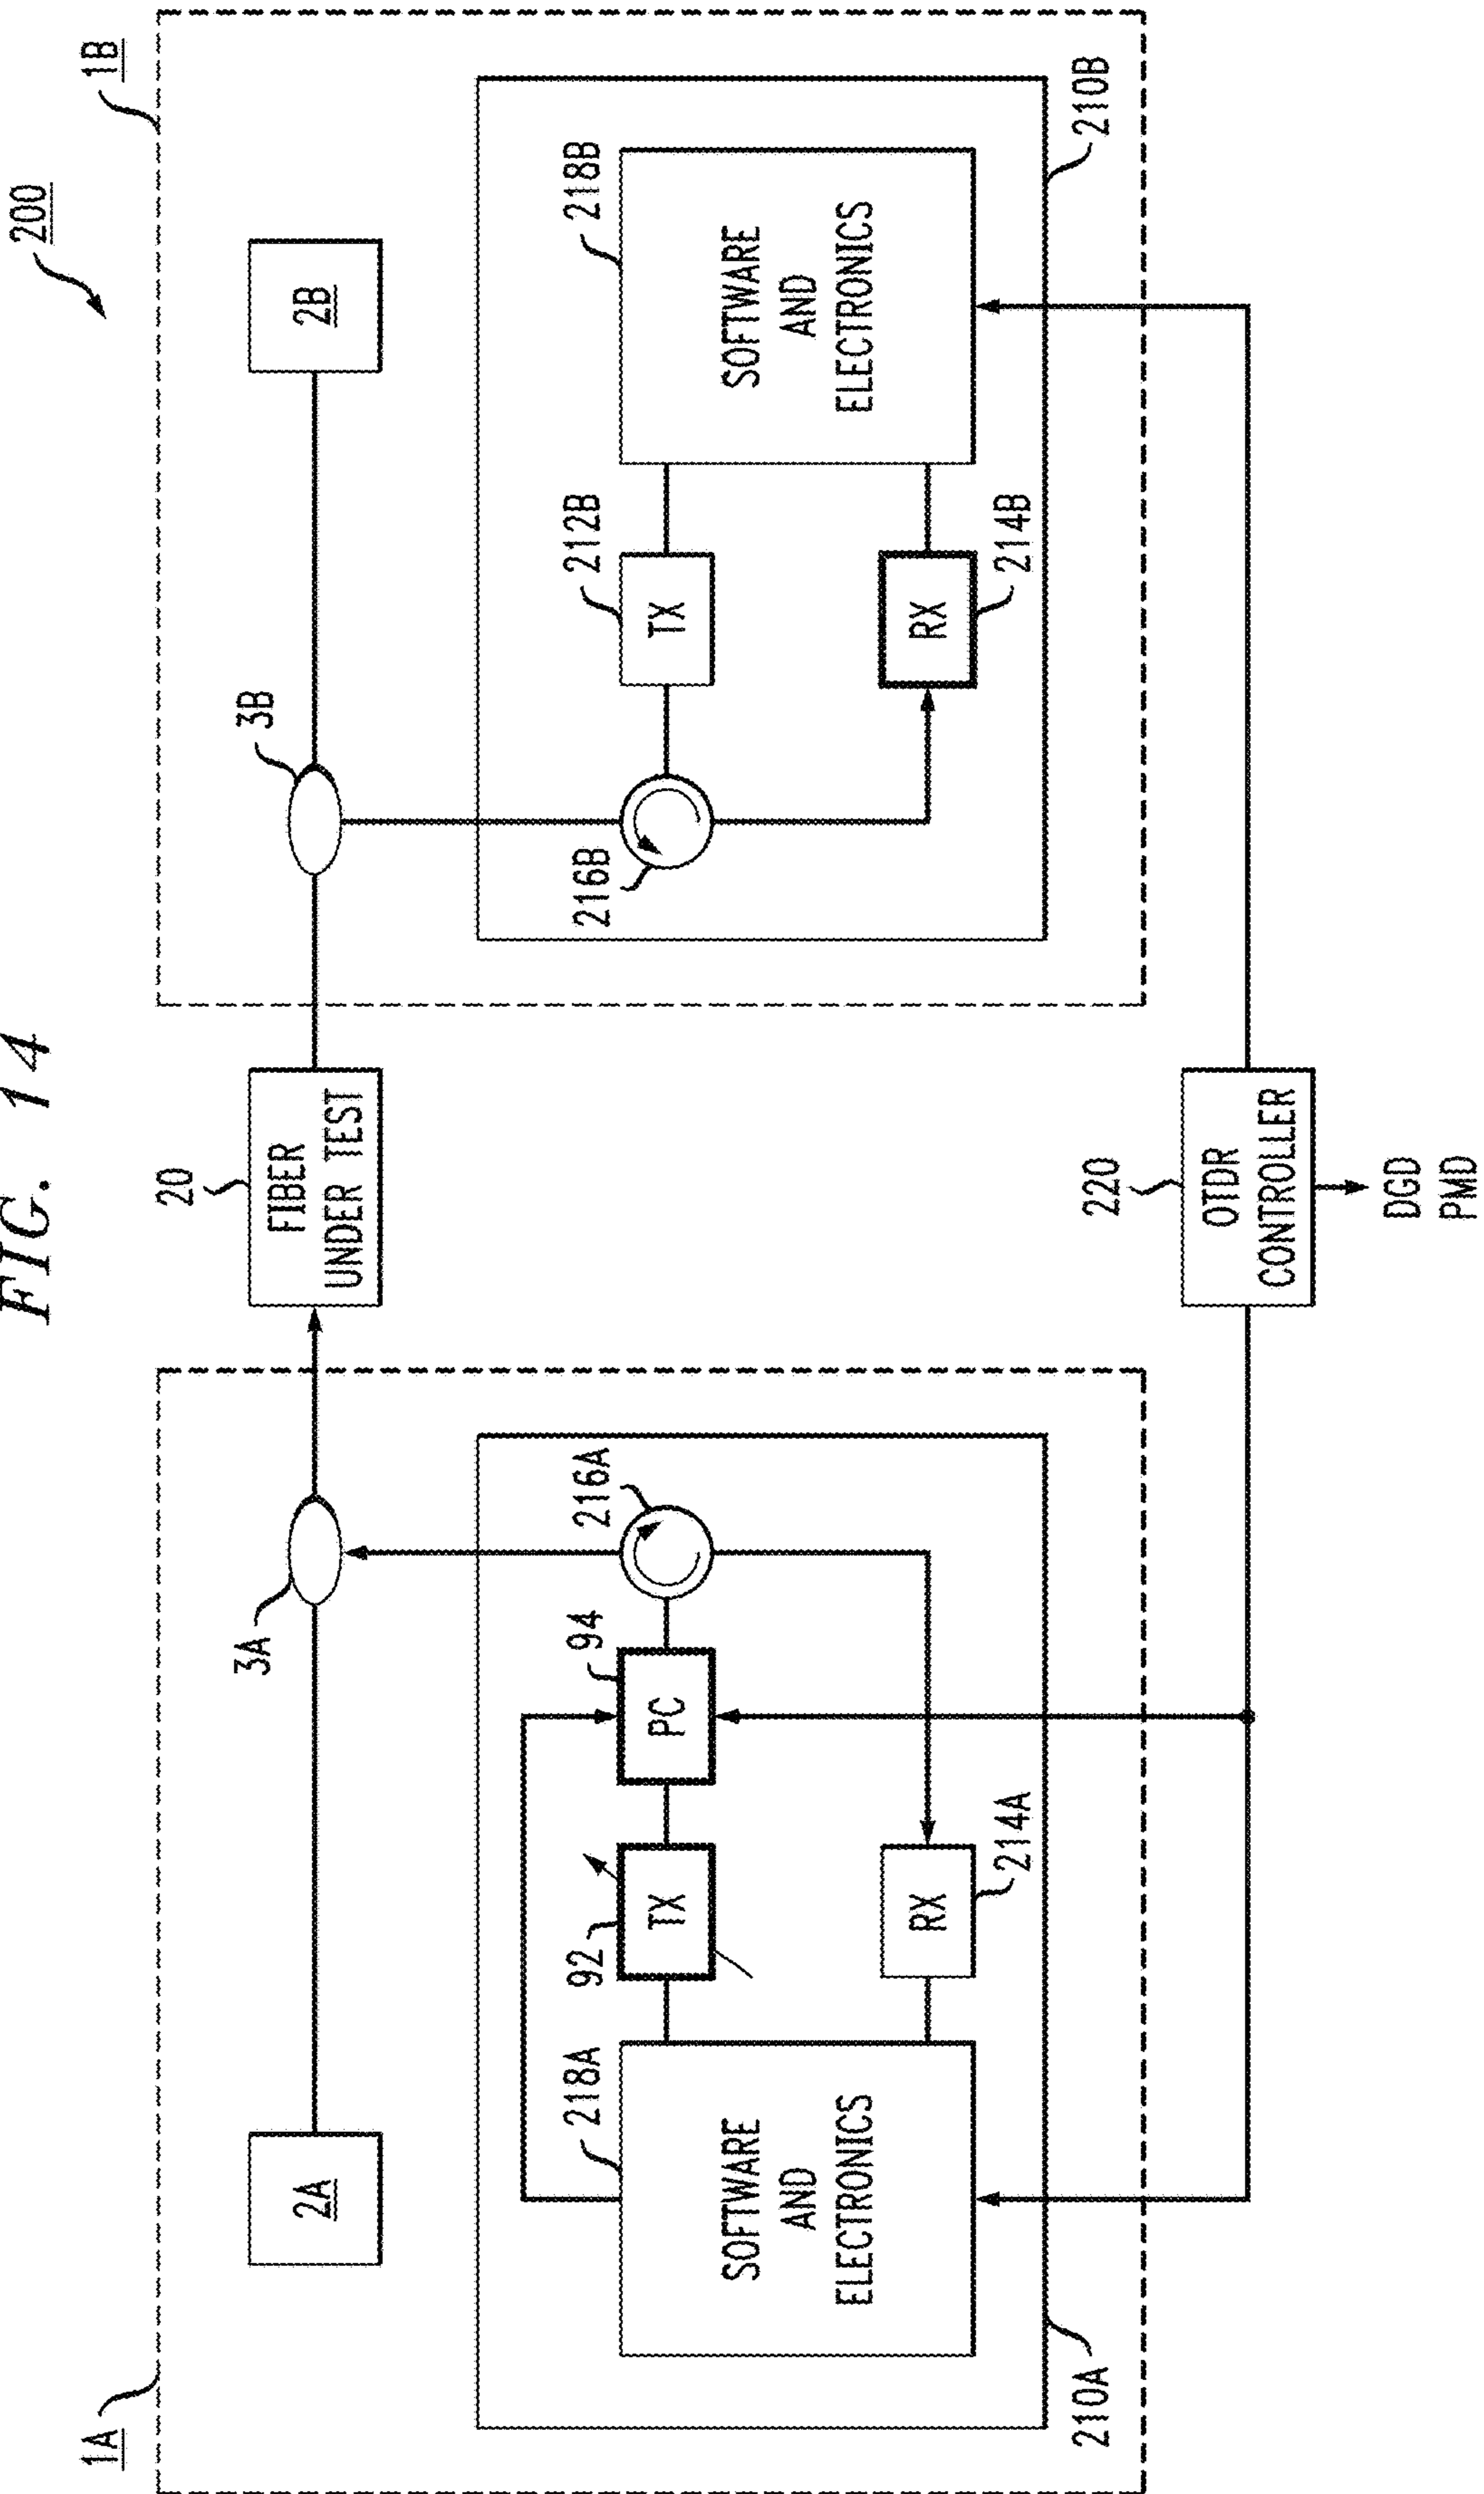 FIG. 14
200
1A
1B
2A
3A
20
FIBER
UNDER TEST
3B
2B
218A
SOFTWARE
AND
ELECTRONICS
92
TX
94
PC
216A
RX
214A
210A
216B
212B
TX
218B
SOFTWARE
AND
ELECTRONICS
RX
214B
210B
220
OTDR
CONTROLLER
DGD
PMD